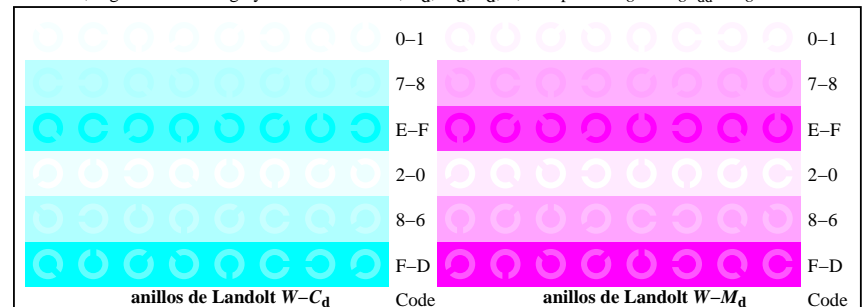 0–1 0–1
7–8 7–8
E–F E–F
2–0 2–0
8–6 8–6
F–D F–D
anillos de Landolt W–Cd Code anillos de Landolt W–Md Code